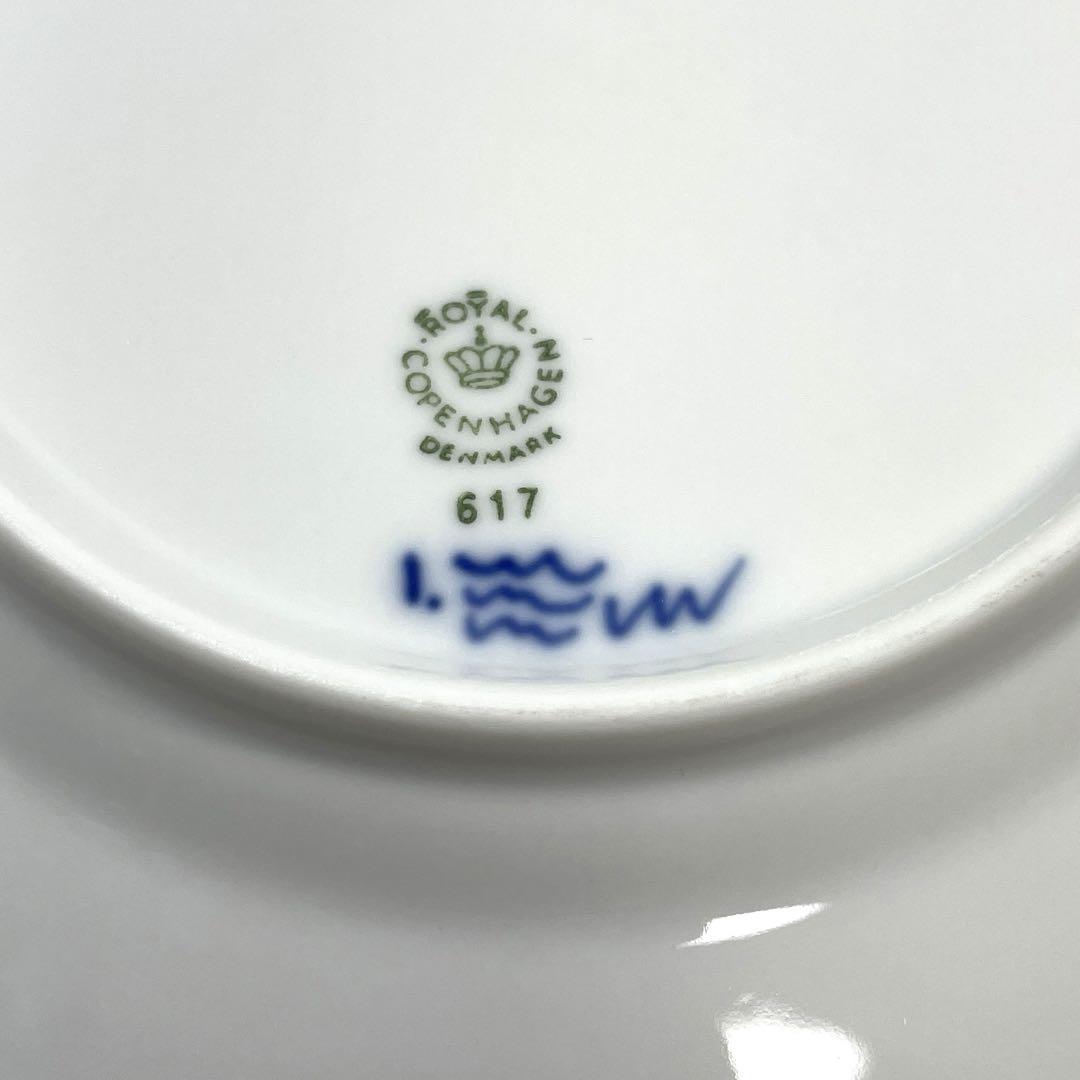 ROYAL
COPENHAGEN
DENMARK
617
1.